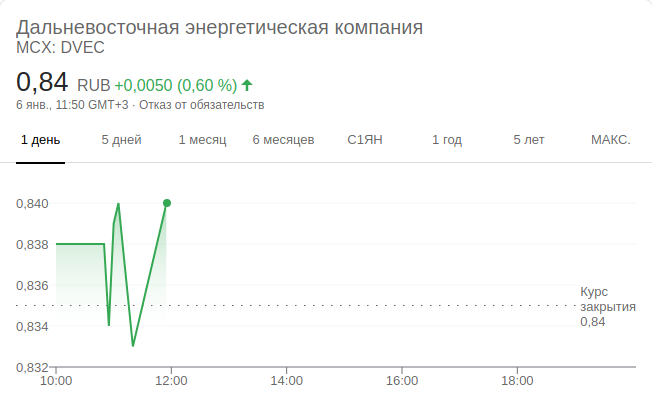 Дальневосточная энергетическая компания
MCX: DVEC
0,84 RUB +0,0050 (0,60 %)
6 янв., 11:50 GMT+3 · Отказ от обязательств
1 день 5 дней 1 месяц 6 месяцев С1ЯН 1 год 5 лет МАКС.
0,840
0,838
0,836
0,834
0,832
Курс
закрытия
0,84
10:00 12:00 14:00 16:00 18:00